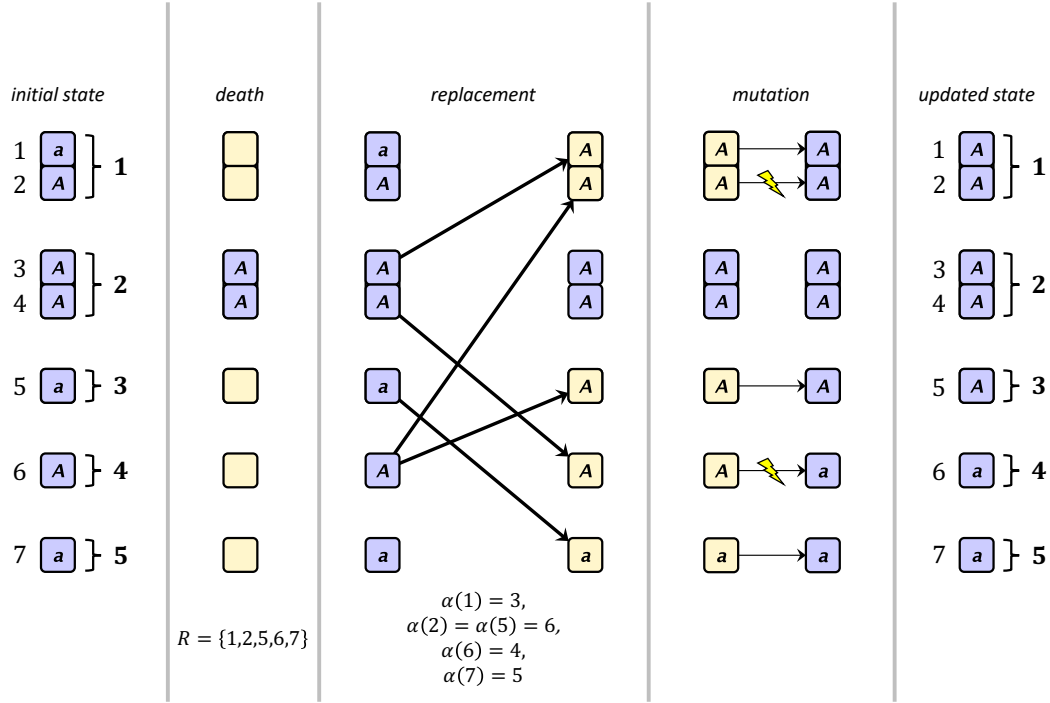 initial state death replacement mutation updated state
1 a 1 a A A A 1 1
2 A A A A A 2 A
3 A 2 A A A A A 3 A 2
4 A A A A A A 4 A
5 a 3 a A A A 5 A 3
6 A 4 A A A a 6 a 4
7 a 5 a a a a 7 a 5
α(1) = 3,
R = {1,2,5,6,7} α(2) = α(5) = 6,
α(6) = 4,
α(7) = 5